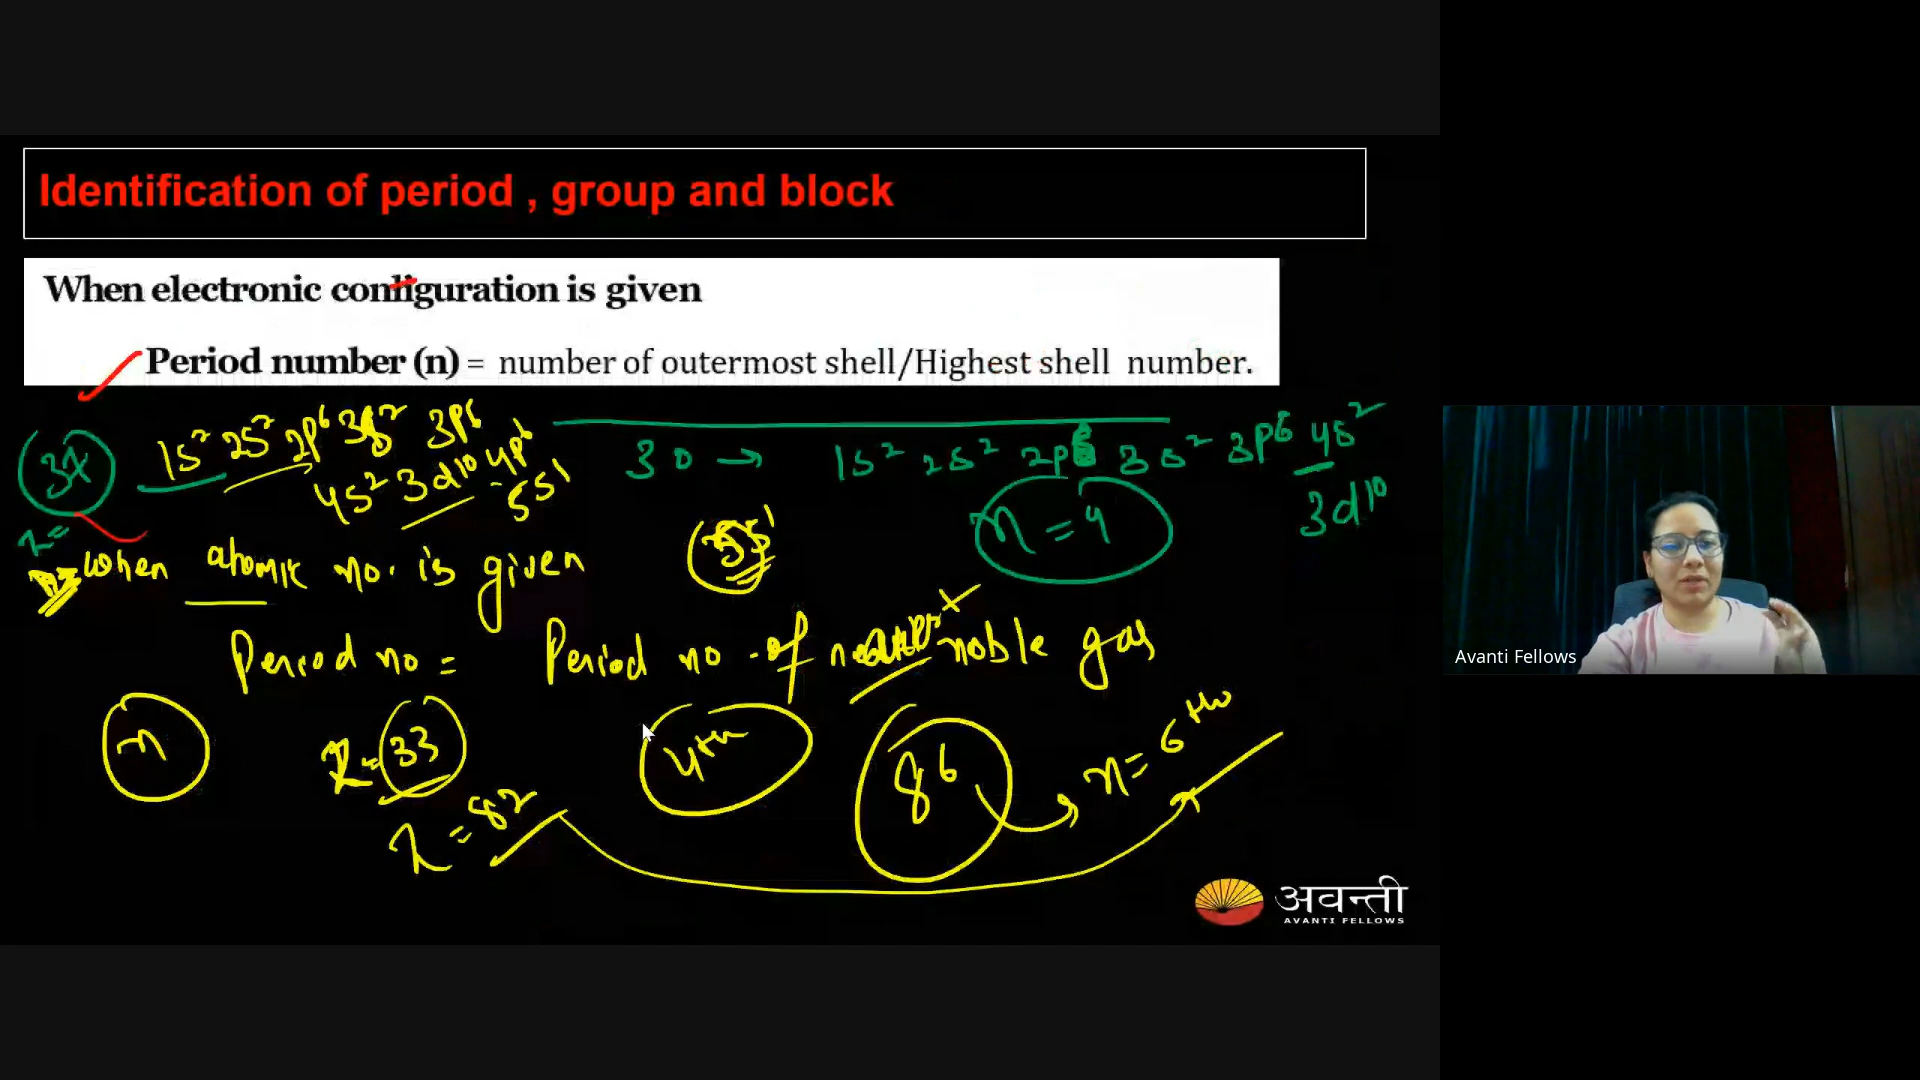 Identification of period , group and block
When electronic configuration is given
Period number (n) = number of outermost shell/Highest shell number.
1s² 2s² 2p⁶ 3s² 3p⁶
4s² 3d¹⁰ 4p⁶
5s¹
30 → 1s² 2s² 2p⁶ 3s² 3p⁶ 4s²
3d¹⁰
n = 4
5s¹
When atomic no. is given
Period no = Period no. of noble gas
n
Z = 33
4th
86
n = 6th
Z = 82
अवन्ती
AVANTI FELLOWS
Avanti Fellows